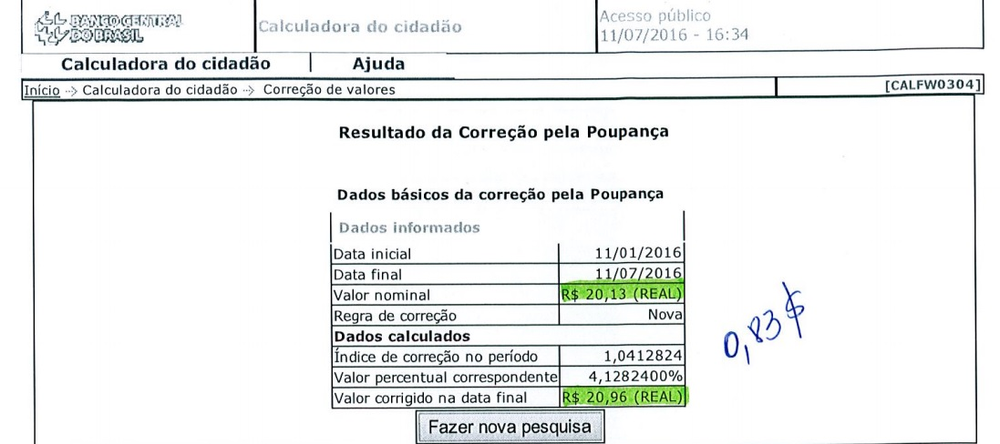 BANCO CENTRAL
DO BRASIL
Calculadora do cidadão
Acesso público
11/07/2016 - 16:34
Calculadora do cidadão | Ajuda
Início --> Calculadora do cidadão --> Correção de valores [CALFW0304]
Resultado da Correção pela Poupança
Dados básicos da correção pela Poupança
Dados informados
Data inicial 11/01/2016
Data final 11/07/2016
Valor nominal R$ 20,13 (REAL)
Regra de correção Nova
Dados calculados
Índice de correção no período 1,0412824
Valor percentual correspondente 4,1282400%
Valor corrigido na data final R$ 20,96 (REAL)
0,83 $
Fazer nova pesquisa